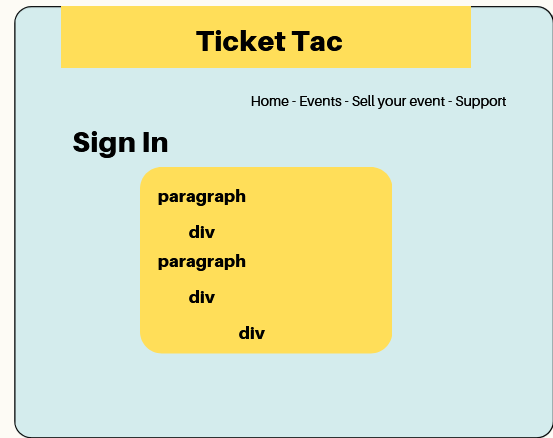 Ticket Tac
Home - Events - Sell your event - Support
Sign In
paragraph
div
paragraph
div
div